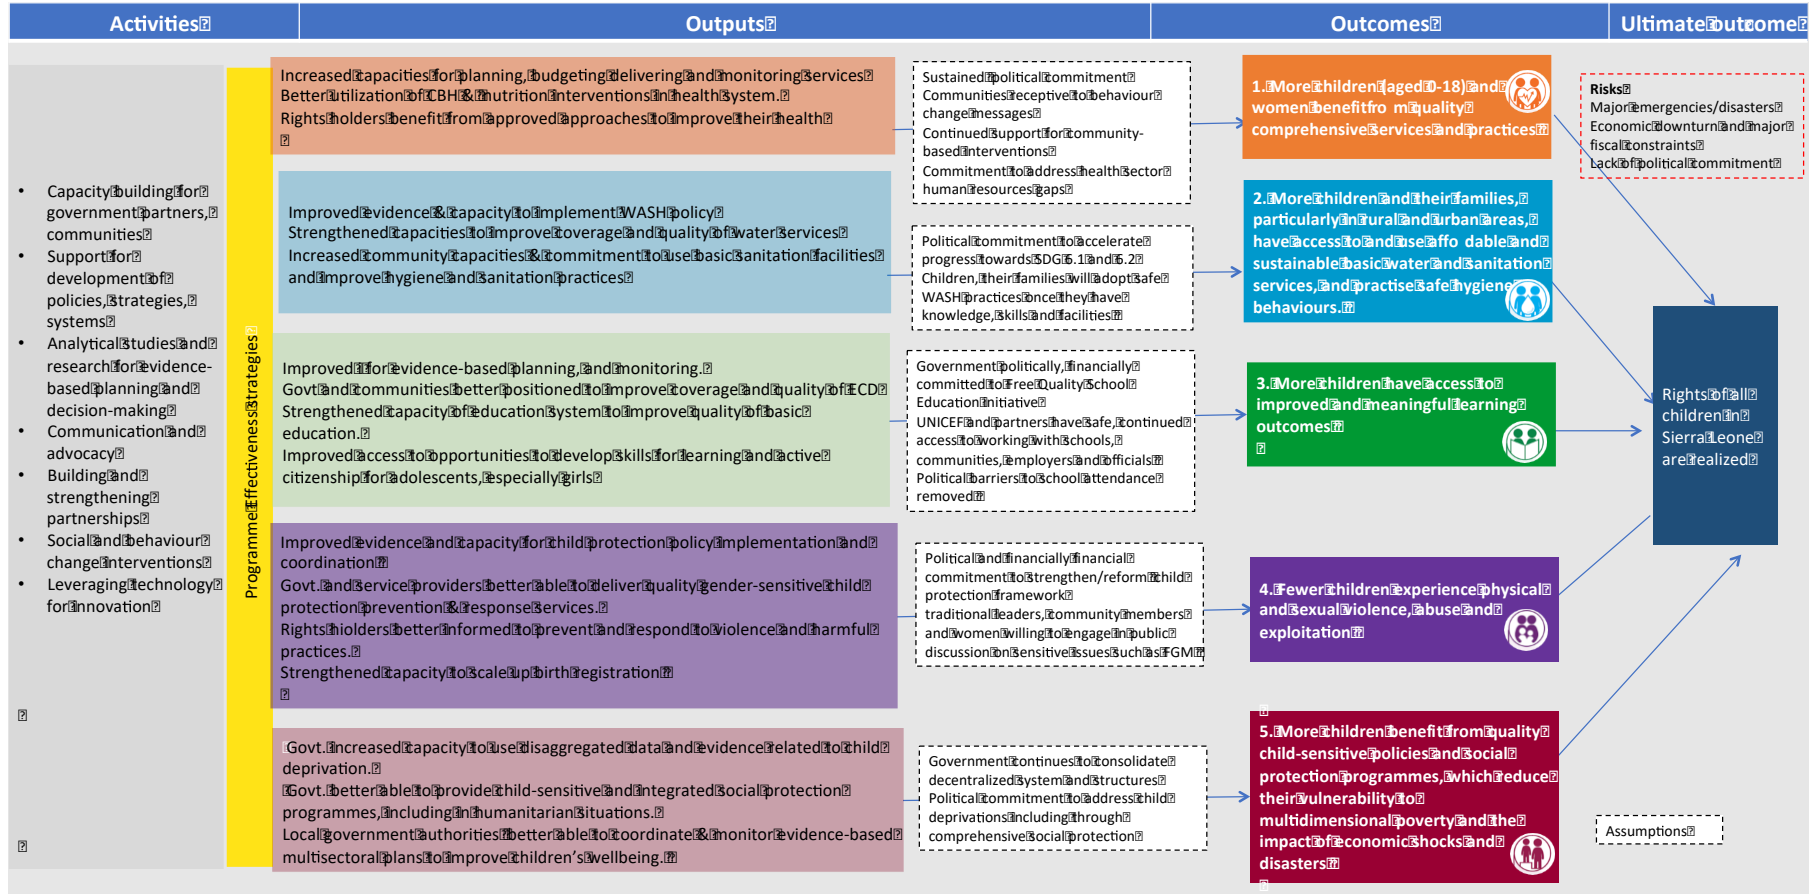 Activities
Outputs
Outcomes
Ultimate outcome
• Capacity building for
government partners,
communities
• Support for
development of
policies, strategies,
systems
• Analytical studies and
research for evidence-
based planning and
decision-making
• Communication and
advocacy
• Building and
strengthening
partnerships
• Social and behaviour
change interventions
• Leveraging technology
for innovation
Programme Effectiveness strategies
Increased capacities for planning, budgeting delivering and monitoring services
Better utilization of CBH & nutrition interventions in health system.
Rights holders benefit from approved approaches to improve their health
Sustained political commitment
Communities receptive to behaviour
change messages
Continued support for community-
based interventions
Commitment to address health sector
human resources gaps
1. More children (aged 0-18) and
women benefit fro m quality
comprehensive services and practices
Improved evidence & capacity to implement WASH policy
Strengthened capacities to improve coverage and quality of water services
Increased community capacities & commitment to use basic sanitation facilities
and improve hygiene and sanitation practices
Political commitment to accelerate
progress towards SDG 6.1 and 6.2
Children, their families will adopt safe
WASH practices once they have
knowledge, skills and facilities
2. More children and their families,
particularly in rural and urban areas,
have access to and use affo dable and
sustainable basic water and sanitation
services, and practise safe hygiene
behaviours.
Improved for evidence-based planning, and monitoring.
Govt and communities better positioned to improve coverage and quality of ECD
Strengthened capacity of education system to improve quality of basic
education.
Improved access to opportunities to develop skills for learning and active
citizenship for adolescents, especially girls
Government politically, financially
committed to Free Quality School
Education Initiative
UNICEF and partners have safe, continued
access to working with schools,
communities, employers and officials
Political barriers to school attendance
removed
3. More children have access to
improved and meaningful learning
outcomes
Improved evidence and capacity for child protection policy implementation and
coordination
Govt. and service providers better able to deliver quality gender-sensitive child
protection prevention & response services.
Rights hiolders better informed to prevent and respond to violence and harmful
practices.
Strengthened capacity to scale up birth registration
Political and financially financial
commitment to strengthen/reform child
protection framework
traditional leaders, community members
and women willing to engage in public
discussion on sensitive issues such as FGM
4. Fewer children experience physical
and sexual violence, abuse and
exploitation
Govt. increased capacity to use disaggregated data and evidence related to child
deprivation.
Govt. better able to provide child-sensitive and integrated social protection
programmes, including in humanitarian situations.
Local government authorities better able to coordinate & monitor evidence-based
multisectoral plans to improve children's wellbeing.
Government continues to consolidate
decentralized system and structures
Political commitment to address child
deprivations including through
comprehensive social protection
5. More children benefit from quality
child-sensitive policies and social
protection programmes, which reduce
their vulnerability to
multidimensional poverty and the
impact of economic shocks and
disasters
Risks
Major emergencies/disasters
Economic downturn and major
fiscal constraints
Lack of political commitment
Rights of all
children in
Sierra Leone
are realized
Assumptions